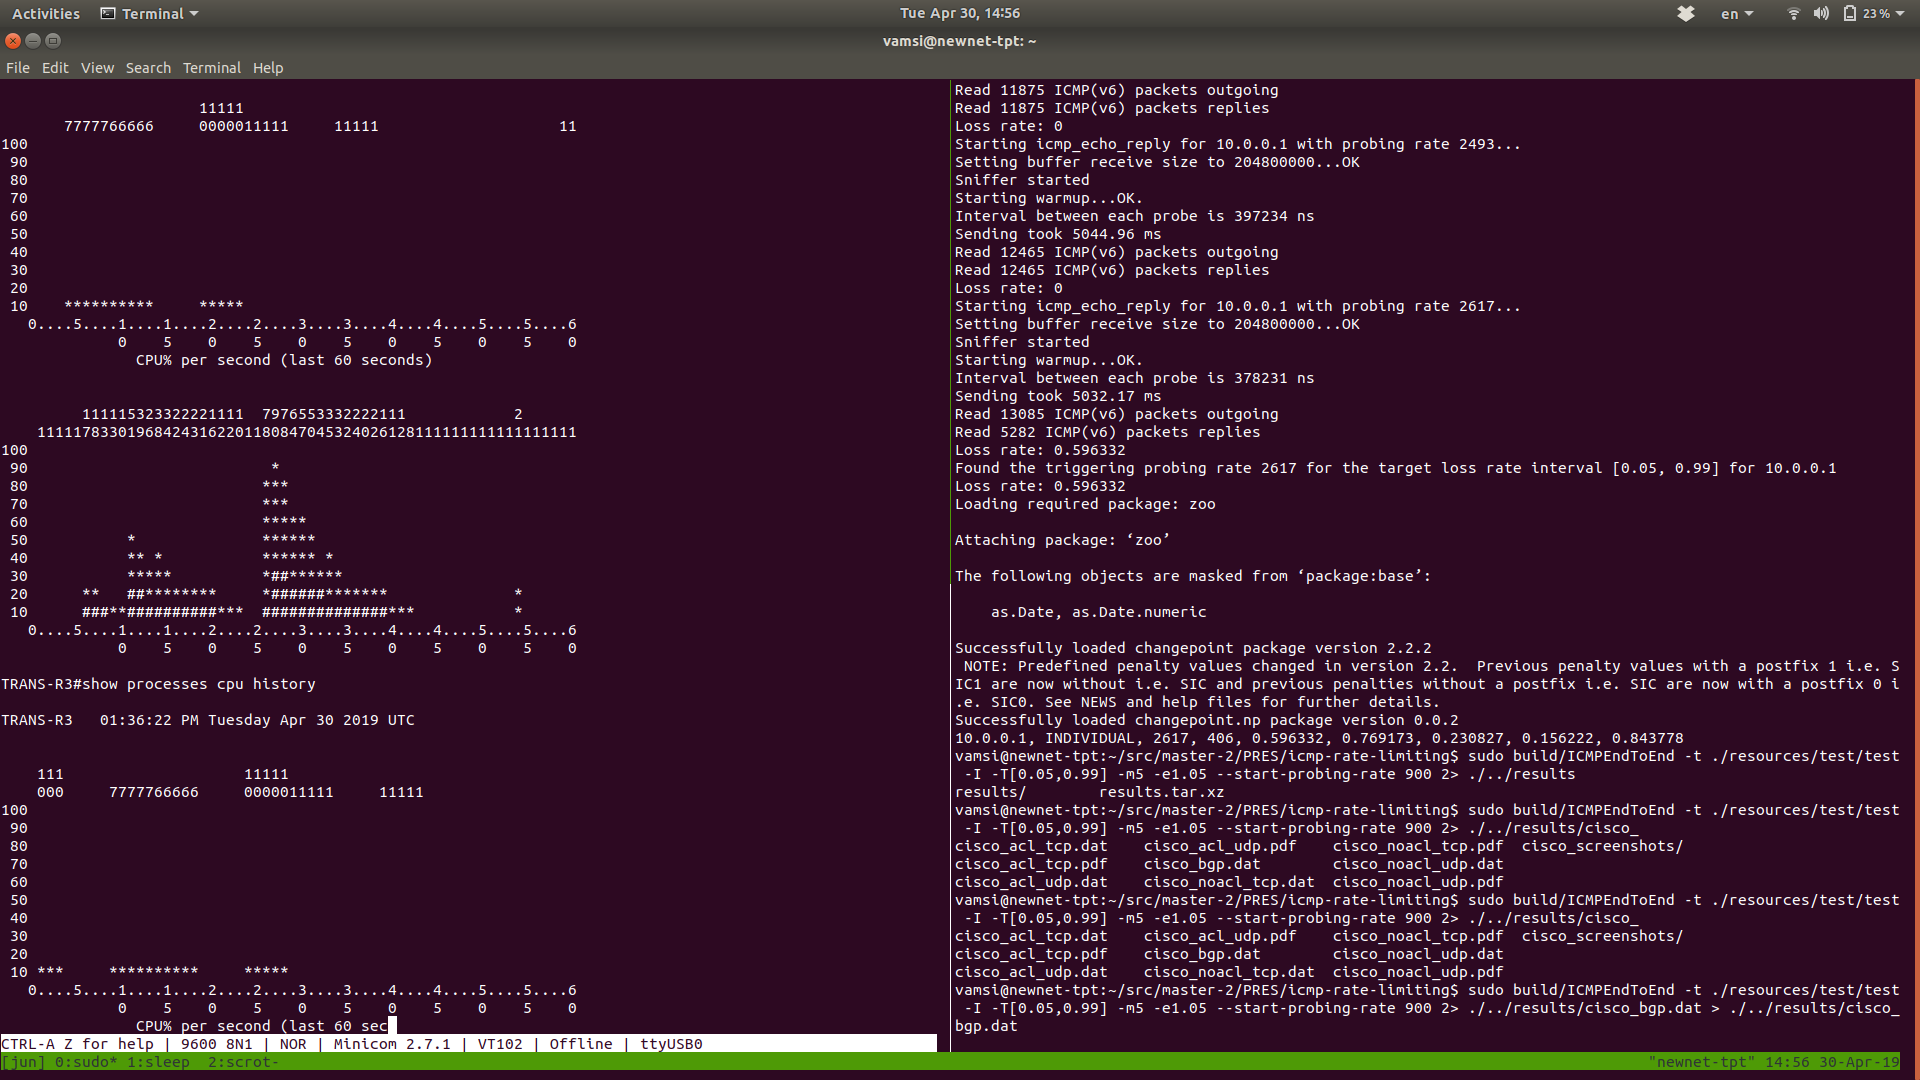 Activities Terminal Tue Apr 30, 14:56 en 23 %
vamsi@newnet-tpt: ~
File Edit View Search Terminal Help
                      11111
       7777766666     0000011111     11111                    11
100
 90
 80
 70
 60
 50
 40
 30
 20
 10    **********     *****
   0....5....1....1....2....2....3....3....4....4....5....5....6
             0    5    0    5    0    5    0    5    0    5    0
               CPU% per second (last 60 seconds)
         111115323322221111  7976553332222111            2
    111117833019684243162201180847045324026128111111111111111111
100
 90                           *
 80                          ***
 70                          ***
 60                          *****
 50           *              ******
 40           ** *           ****** *
 30           *****          *##******
 20      **   ##********     *######*******              *
 10      ###**##########***  ##############***           *
   0....5....1....1....2....2....3....3....4....4....5....5....6
             0    5    0    5    0    5    0    5    0    5    0
TRANS-R3#show processes cpu history
TRANS-R3   01:36:22 PM Tuesday Apr 30 2019 UTC
    111                    11111
    000     7777766666     0000011111     11111
100
 90
 80
 70
 60
 50
 40
 30
 20
 10 ***     **********     *****
   0....5....1....1....2....2....3....3....4....4....5....5....6
             0    5    0    5    0    5    0    5    0    5    0
               CPU% per second (last 60 sec
CTRL-A Z for help | 9600 8N1 | NOR | Minicom 2.7.1 | VT102 | Offline | ttyUSB0
Read 11875 ICMP(v6) packets outgoing
Read 11875 ICMP(v6) packets replies
Loss rate: 0
Starting icmp_echo_reply for 10.0.0.1 with probing rate 2493...
Setting buffer receive size to 204800000...OK
Sniffer started
Starting warmup...OK.
Interval between each probe is 397234 ns
Sending took 5044.96 ms
Read 12465 ICMP(v6) packets outgoing
Read 12465 ICMP(v6) packets replies
Loss rate: 0
Starting icmp_echo_reply for 10.0.0.1 with probing rate 2617...
Setting buffer receive size to 204800000...OK
Sniffer started
Starting warmup...OK.
Interval between each probe is 378231 ns
Sending took 5032.17 ms
Read 13085 ICMP(v6) packets outgoing
Read 5282 ICMP(v6) packets replies
Loss rate: 0.596332
Found the triggering probing rate 2617 for the target loss rate interval [0.05, 0.99] for 10.0.0.1
Loss rate: 0.596332
Loading required package: zoo
Attaching package: ‘zoo’
The following objects are masked from ‘package:base’:
    as.Date, as.Date.numeric
Successfully loaded changepoint package version 2.2.2
 NOTE: Predefined penalty values changed in version 2.2.  Previous penalty values with a postfix 1 i.e. S
IC1 are now without i.e. SIC and previous penalties without a postfix i.e. SIC are now with a postfix 0 i
.e. SIC0. See NEWS and help files for further details.
Successfully loaded changepoint.np package version 0.0.2
10.0.0.1, INDIVIDUAL, 2617, 406, 0.596332, 0.769173, 0.230827, 0.156222, 0.843778
vamsi@newnet-tpt:~/src/master-2/PRES/icmp-rate-limiting$ sudo build/ICMPEndToEnd -t ./resources/test/test
 -I -T[0.05,0.99] -m5 -e1.05 --start-probing-rate 900 2> ./../results
results/        results.tar.xz
vamsi@newnet-tpt:~/src/master-2/PRES/icmp-rate-limiting$ sudo build/ICMPEndToEnd -t ./resources/test/test
 -I -T[0.05,0.99] -m5 -e1.05 --start-probing-rate 900 2> ./../results/cisco_
cisco_acl_tcp.dat    cisco_acl_udp.pdf    cisco_noacl_tcp.pdf  cisco_screenshots/
cisco_acl_tcp.pdf    cisco_bgp.dat        cisco_noacl_udp.dat
cisco_acl_udp.dat    cisco_noacl_tcp.dat  cisco_noacl_udp.pdf
vamsi@newnet-tpt:~/src/master-2/PRES/icmp-rate-limiting$ sudo build/ICMPEndToEnd -t ./resources/test/test
 -I -T[0.05,0.99] -m5 -e1.05 --start-probing-rate 900 2> ./../results/cisco_
cisco_acl_tcp.dat    cisco_acl_udp.pdf    cisco_noacl_tcp.pdf  cisco_screenshots/
cisco_acl_tcp.pdf    cisco_bgp.dat        cisco_noacl_udp.dat
cisco_acl_udp.dat    cisco_noacl_tcp.dat  cisco_noacl_udp.pdf
vamsi@newnet-tpt:~/src/master-2/PRES/icmp-rate-limiting$ sudo build/ICMPEndToEnd -t ./resources/test/test
 -I -T[0.05,0.99] -m5 -e1.05 --start-probing-rate 900 2> ./../results/cisco_bgp.dat > ./../results/cisco_
bgp.dat
[jun] 0:sudo* 1:sleep  2:scrot- "newnet-tpt" 14:56 30-Apr-19